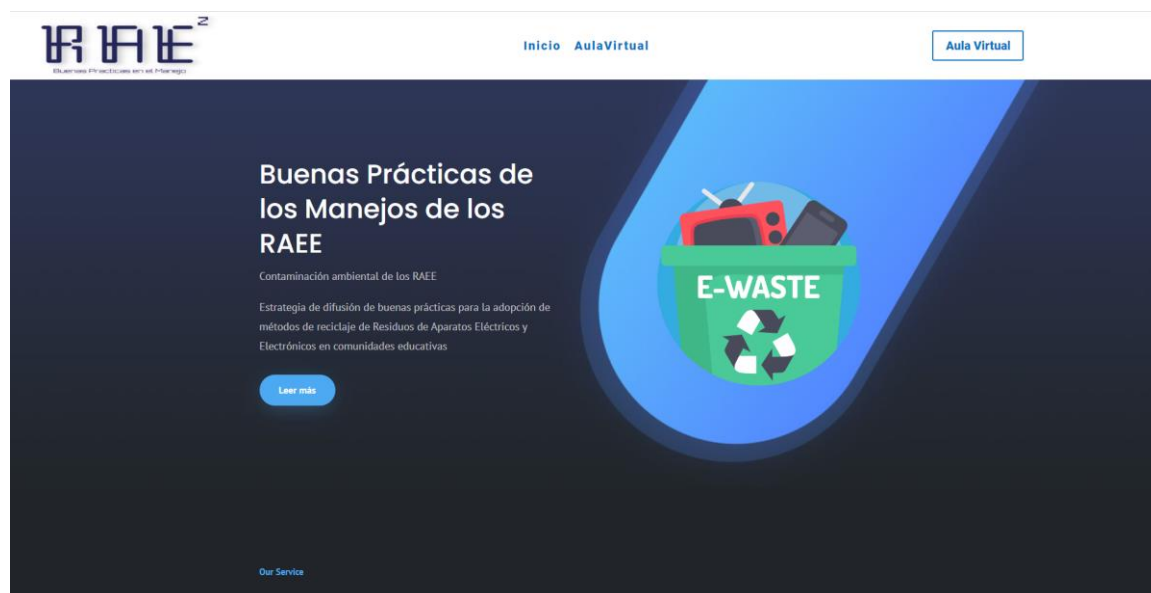 RAE²
Buenas Practicas en el Manejo
Inicio AulaVirtual
Aula Virtual
Buenas Prácticas de
los Manejos de los
RAEE
Contaminación ambiental de los RAEE
Estrategia de difusión de buenas prácticas para la adopción de
métodos de reciclaje de Residuos de Aparatos Eléctricos y
Electrónicos en comunidades educativas
Leer más
E-WASTE
Our Service